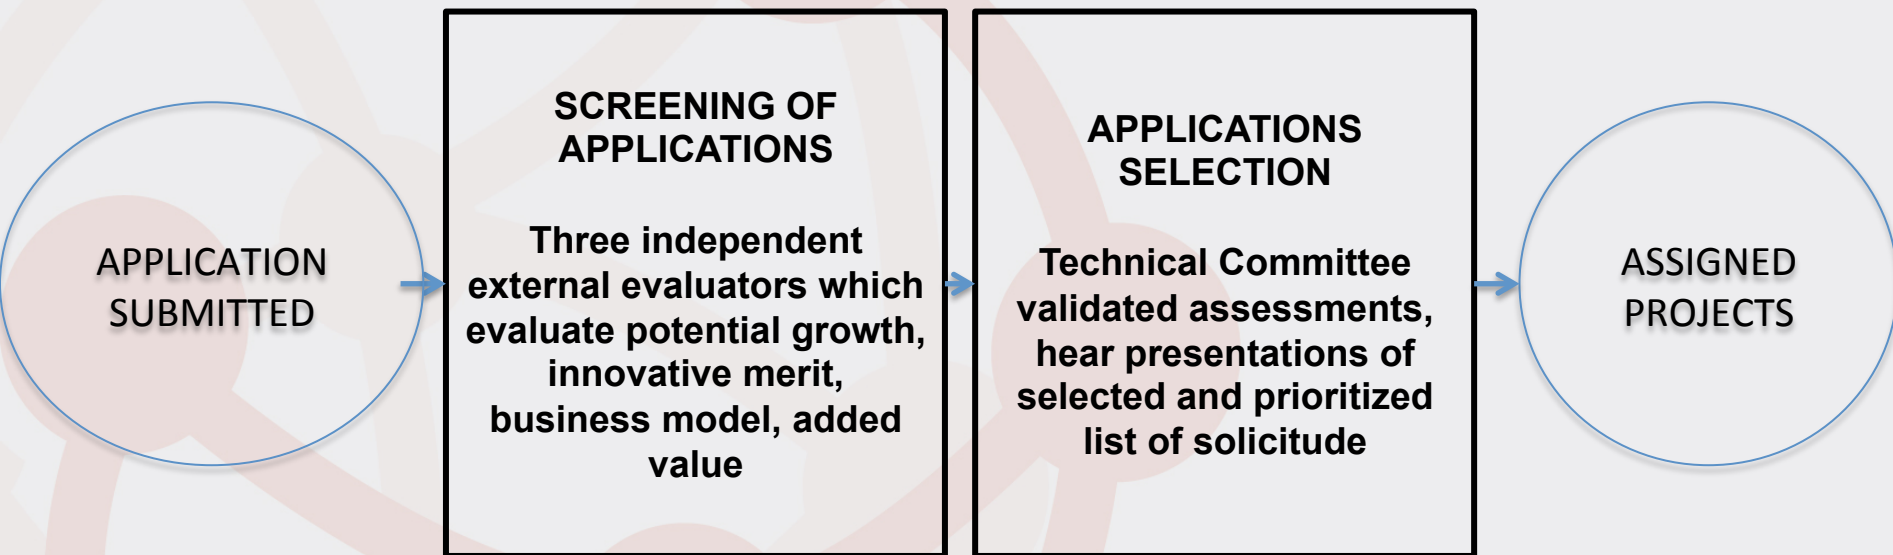 APPLICATION
SUBMITTED
SCREENING OF
APPLICATIONS
Three independent
external evaluators which
evaluate potential growth,
innovative merit,
business model, added
value
APPLICATIONS
SELECTION
Technical Committee
validated assessments,
hear presentations of
selected and prioritized
list of solicitude
ASSIGNED
PROJECTS